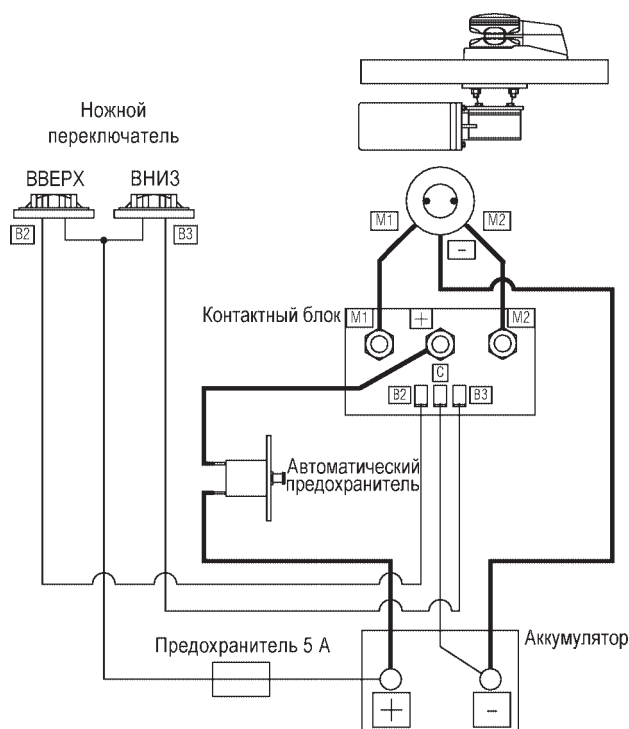 Ножной
переключатель
ВВЕРХ ВНИЗ
B2 B3
M1 M2
-
Контактный блок M1 + M2
C
B2 B3
Автоматический
предохранитель
Предохранитель 5 А
Аккумулятор
+ -